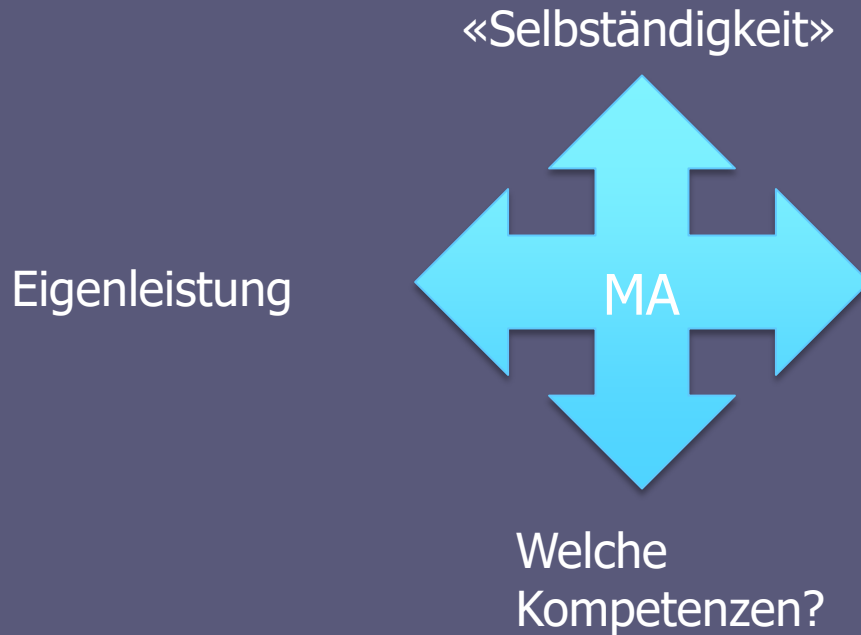 «Selbständigkeit»
Eigenleistung
MA
Welche
Kompetenzen?